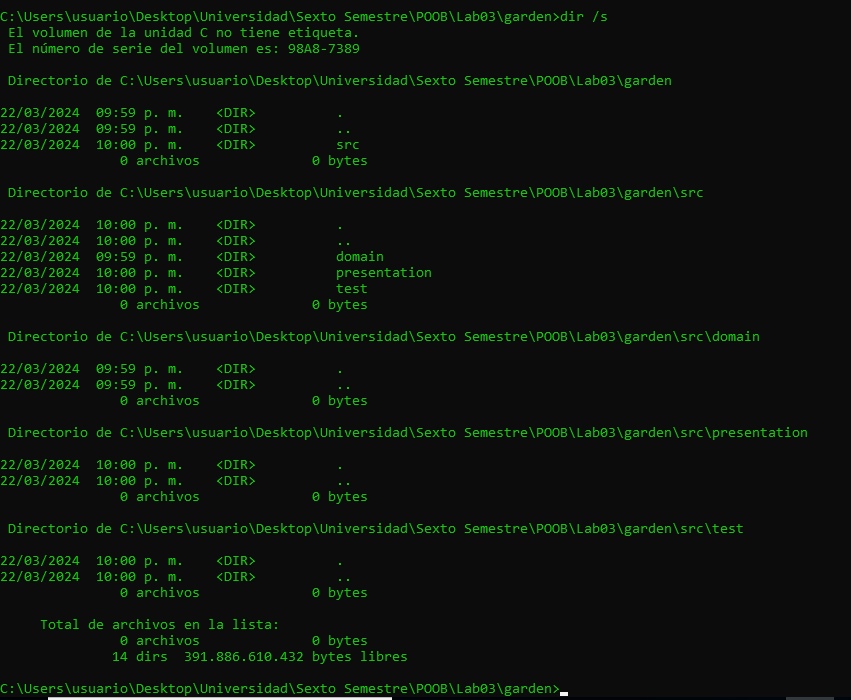 C:\Users\usuario\Desktop\Universidad\Sexto Semestre\POOB\Lab03\garden>dir /s
 El volumen de la unidad C no tiene etiqueta.
 El número de serie del volumen es: 98A8-7389

 Directorio de C:\Users\usuario\Desktop\Universidad\Sexto Semestre\POOB\Lab03\garden

22/03/2024  09:59 p. m.    <DIR>          .
22/03/2024  09:59 p. m.    <DIR>          ..
22/03/2024  10:00 p. m.    <DIR>          src
               0 archivos              0 bytes

 Directorio de C:\Users\usuario\Desktop\Universidad\Sexto Semestre\POOB\Lab03\garden\src

22/03/2024  10:00 p. m.    <DIR>          .
22/03/2024  10:00 p. m.    <DIR>          ..
22/03/2024  09:59 p. m.    <DIR>          domain
22/03/2024  10:00 p. m.    <DIR>          presentation
22/03/2024  10:00 p. m.    <DIR>          test
               0 archivos              0 bytes

 Directorio de C:\Users\usuario\Desktop\Universidad\Sexto Semestre\POOB\Lab03\garden\src\domain

22/03/2024  09:59 p. m.    <DIR>          .
22/03/2024  09:59 p. m.    <DIR>          ..
               0 archivos              0 bytes

 Directorio de C:\Users\usuario\Desktop\Universidad\Sexto Semestre\POOB\Lab03\garden\src\presentation

22/03/2024  10:00 p. m.    <DIR>          .
22/03/2024  10:00 p. m.    <DIR>          ..
               0 archivos              0 bytes

 Directorio de C:\Users\usuario\Desktop\Universidad\Sexto Semestre\POOB\Lab03\garden\src\test

22/03/2024  10:00 p. m.    <DIR>          .
22/03/2024  10:00 p. m.    <DIR>          ..
               0 archivos              0 bytes

     Total de archivos en la lista:
               0 archivos              0 bytes
              14 dirs  391.886.610.432 bytes libres

C:\Users\usuario\Desktop\Universidad\Sexto Semestre\POOB\Lab03\garden>